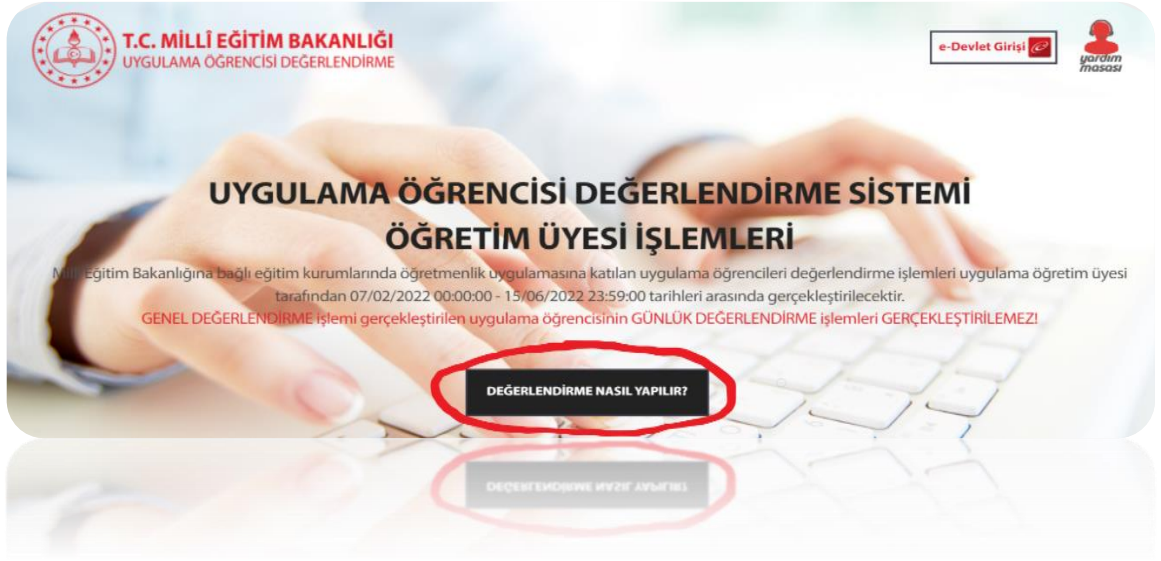 T.C. MİLLÎ EĞİTİM BAKANLIĞI
UYGULAMA ÖĞRENCİSİ DEĞERLENDİRME
e-Devlet Girişi
yardım
masası
UYGULAMA ÖĞRENCİSİ DEĞERLENDİRME SİSTEMİ
ÖĞRETİM ÜYESİ İŞLEMLERİ
Milli Eğitim Bakanlığına bağlı eğitim kurumlarında öğretmenlik uygulamasına katılan uygulama öğrencileri değerlendirme işlemleri uygulama öğretim üyesi
tarafından 07/02/2022 00:00:00 - 15/06/2022 23:59:00 tarihleri arasında gerçekleştirilecektir.
GENEL DEĞERLENDİRME işlemi gerçekleştirilen uygulama öğrencisinin GÜNLÜK DEĞERLENDİRME işlemleri GERÇEKLEŞTİRİLEMEZ!
DEĞERLENDİRME NASIL YAPILIR?